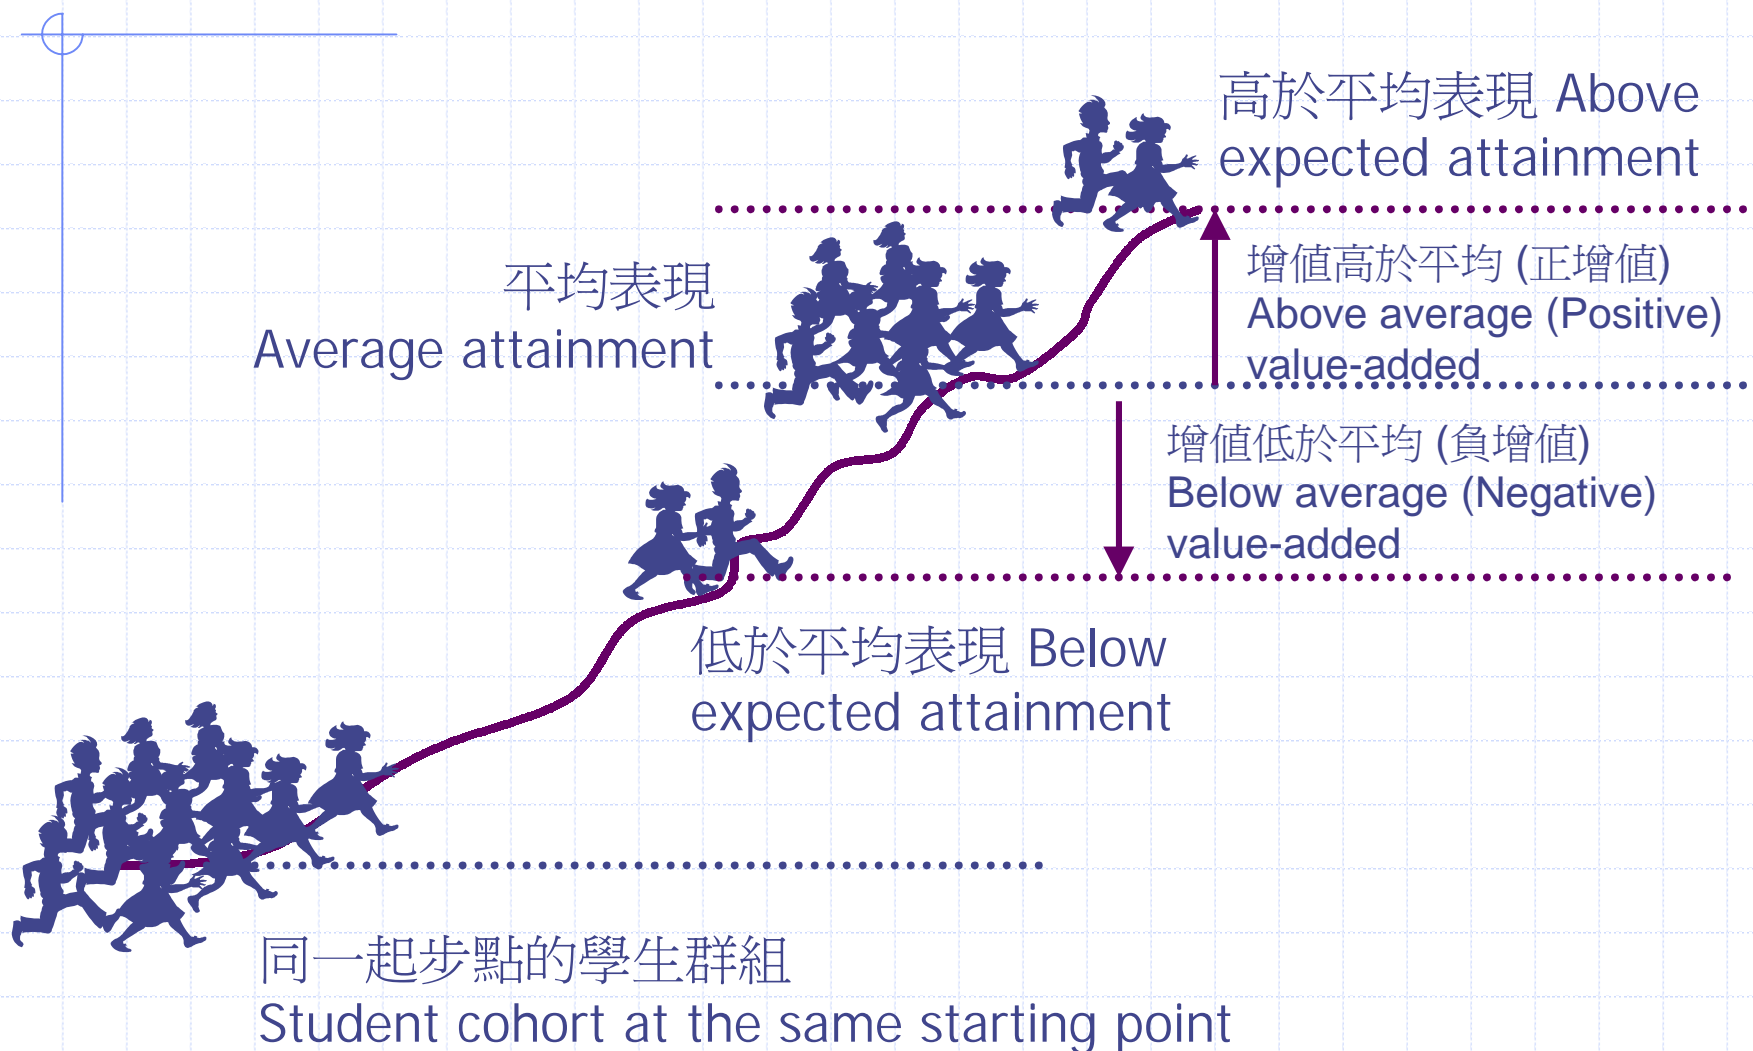 高於平均表現 Above
expected attainment
平均表現
Average attainment
增值高於平均 (正增值)
Above average (Positive)
value-added
增值低於平均 (負增值)
Below average (Negative)
value-added
低於平均表現 Below
expected attainment
同一起步點的學生群組
Student cohort at the same starting point